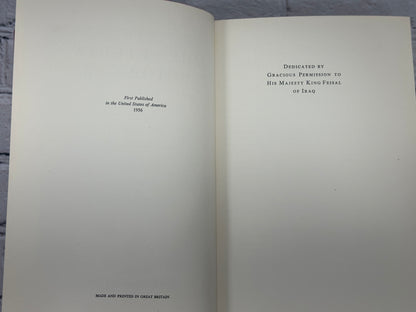 First Published
in the United States of America
1956
MADE AND PRINTED IN GREAT BRITAIN
DEDICATED BY
GRACIOUS PERMISSION TO
HIS MAJESTY KING FEISAL
OF IRAQ